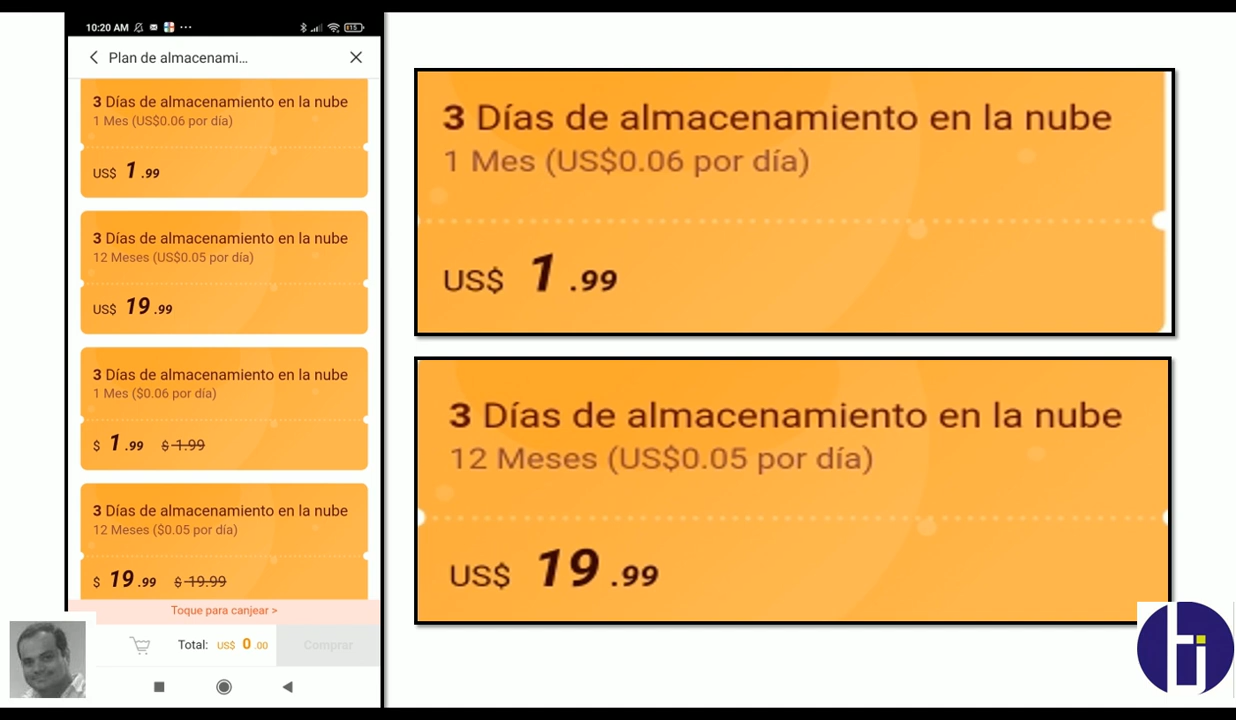 10:20 AM
15
Plan de almacenami...
3 Días de almacenamiento en la nube
1 Mes (US$0.06 por día)
US$ 1.99
3 Días de almacenamiento en la nube
12 Meses (US$0.05 por día)
US$ 19.99
3 Días de almacenamiento en la nube
1 Mes ($0.06 por día)
$ 1.99 $ 1.99
3 Días de almacenamiento en la nube
12 Meses ($0.05 por día)
$ 19.99 $ 19.99
Toque para canjear >
Total: US$ 0.00 Comprar
3 Días de almacenamiento en la nube
1 Mes (US$0.06 por día)
US$ 1.99
3 Días de almacenamiento en la nube
12 Meses (US$0.05 por día)
US$ 19.99